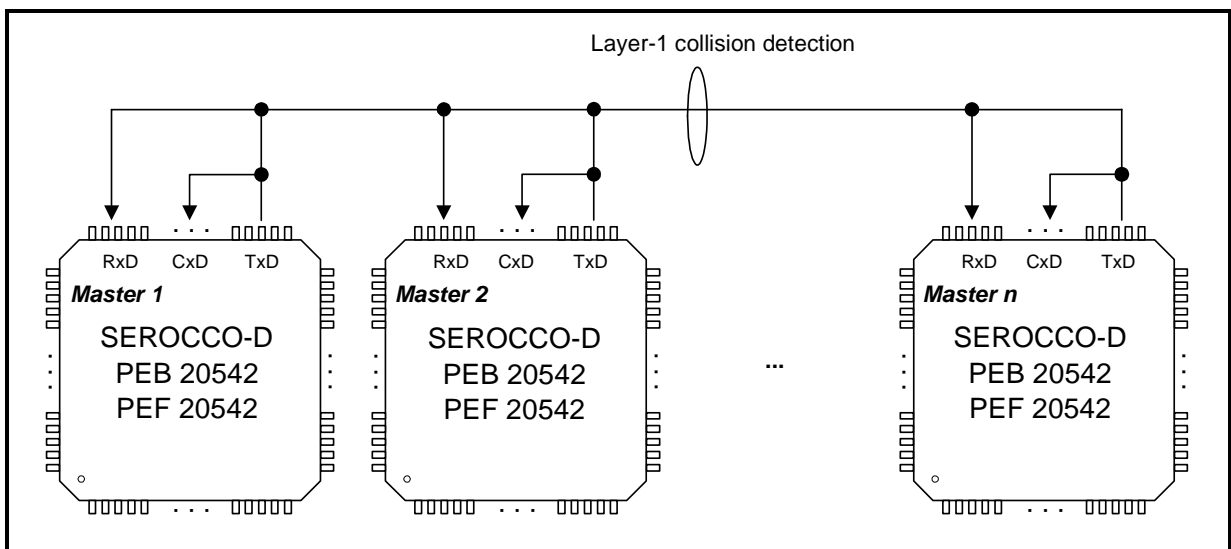 Layer-1 collision detection
RxD CxD TxD
Master 1
SEROCCO-D
PEB 20542
PEF 20542
RxD CxD TxD
Master 2
SEROCCO-D
PEB 20542
PEF 20542
...
RxD CxD TxD
Master n
SEROCCO-D
PEB 20542
PEF 20542